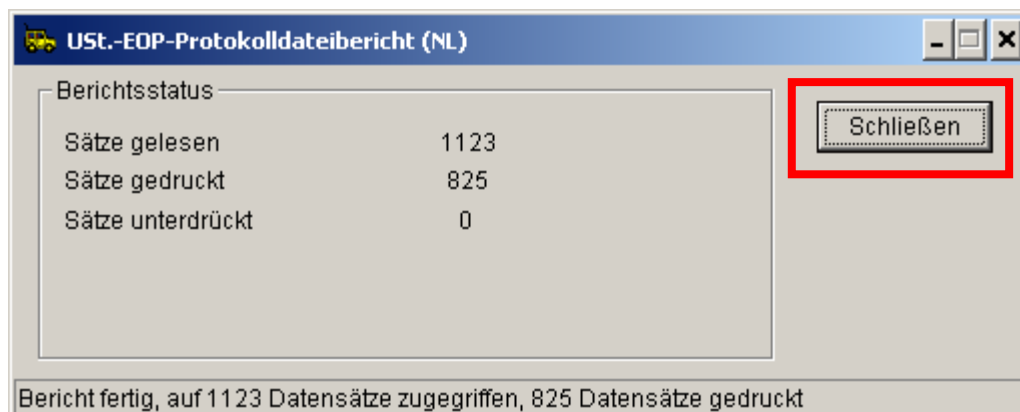 USt.-EOP-Protokolldateibericht (NL)
Berichtsstatus
Schließen
Sätze gelesen 1123
Sätze gedruckt 825
Sätze unterdrückt 0
Bericht fertig, auf 1123 Datensätze zugegriffen, 825 Datensätze gedruckt